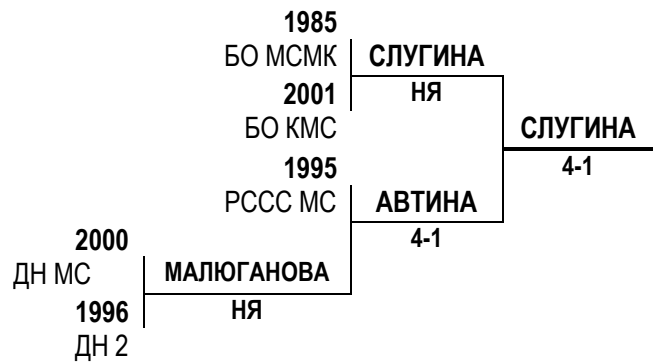 1985
БО МСМК
СЛУГИНА
2001
НЯ
БО КМС
СЛУГИНА
1995
4-1
РССС МС
АВТИНА
2000
4-1
ДН МС
МАЛЮГАНОВА
1996
НЯ
ДН 2